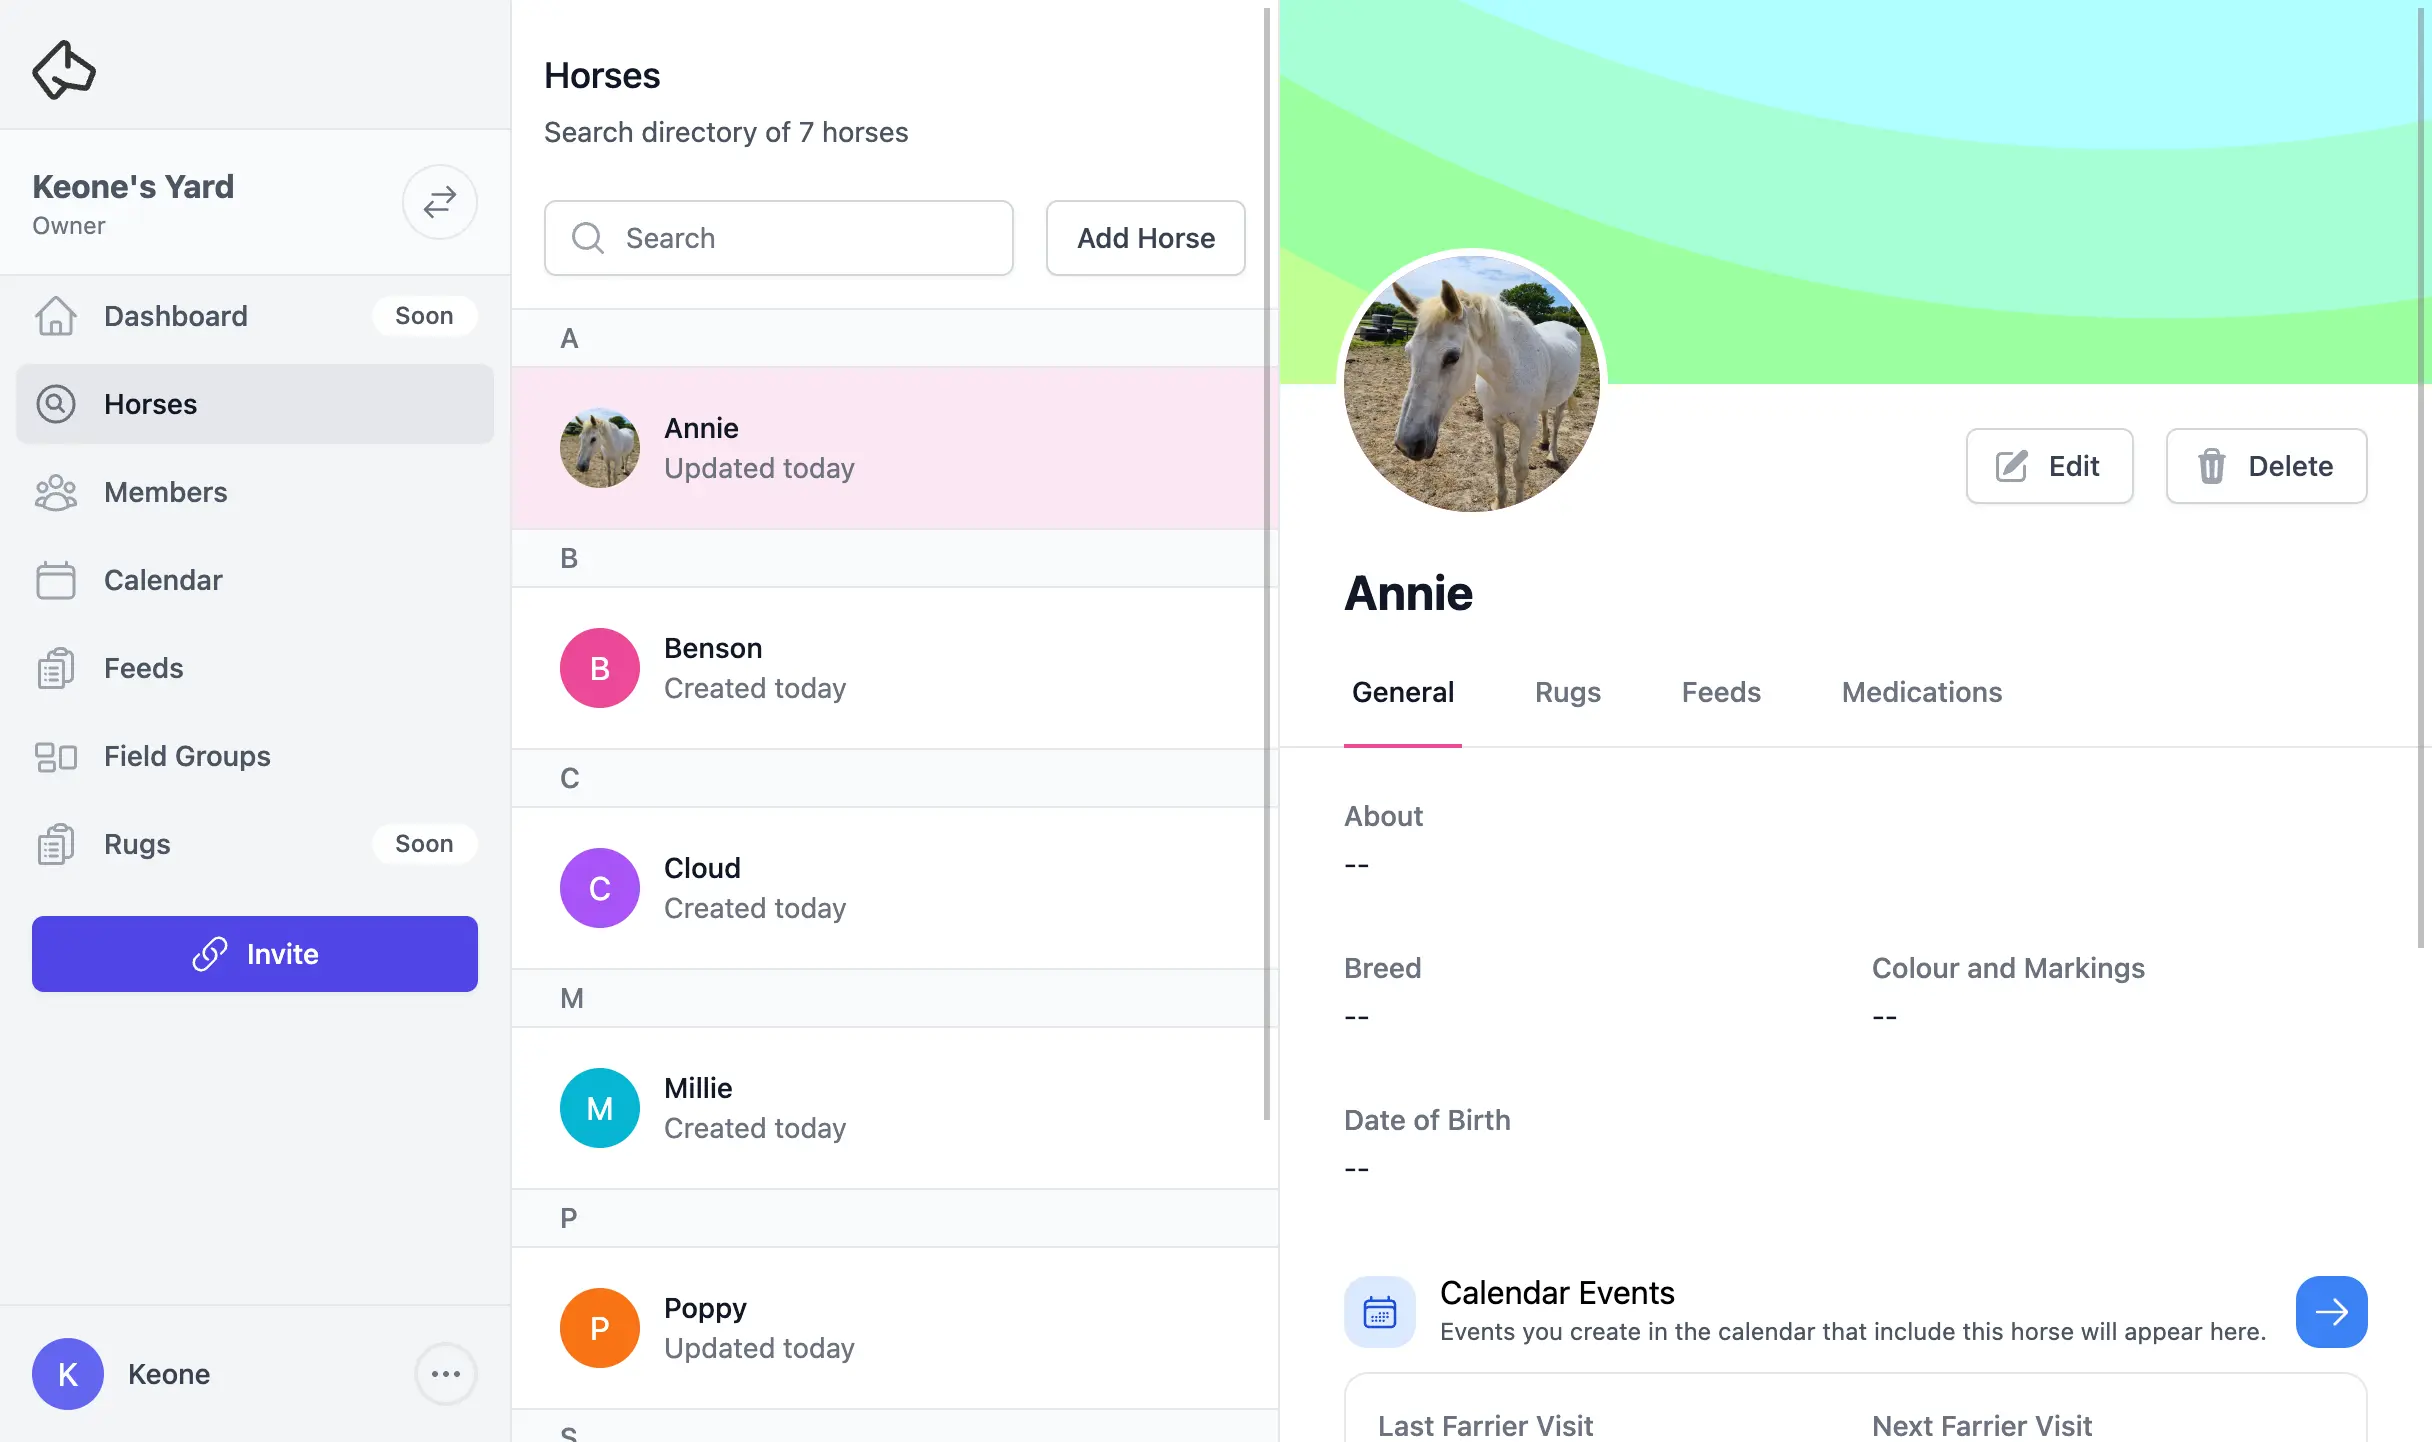 Keone's Yard
Owner
Dashboard
Soon
Horses
Members
Calendar
Feeds
Field Groups
Rugs
Soon
Invite
K
Keone
Horses
Search directory of 7 horses
Search
Add Horse
A
Annie
Updated today
B
B
Benson
Created today
C
C
Cloud
Created today
M
M
Millie
Created today
P
P
Poppy
Updated today
S
Edit
Delete
Annie
General
Rugs
Feeds
Medications
About
--
Breed
--
Colour and Markings
--
Date of Birth
--
Calendar Events
Events you create in the calendar that include this horse will appear here.
Last Farrier Visit
Next Farrier Visit